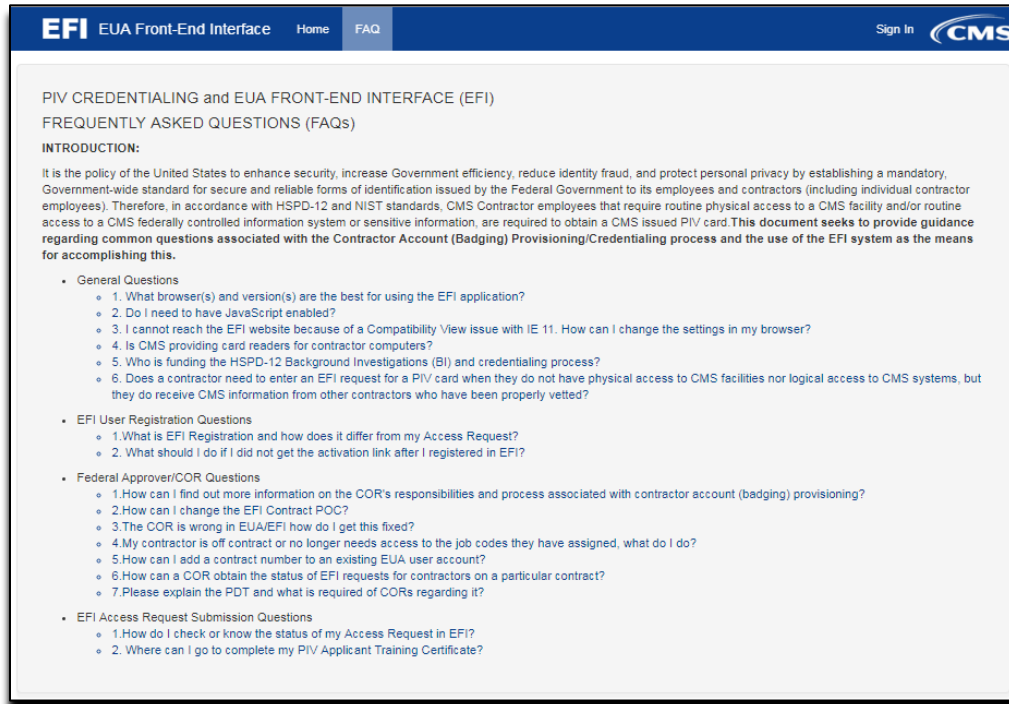 EFI EUA Front-End Interface Home FAQ Sign In CMS
PIV CREDENTIALING and EUA FRONT-END INTERFACE (EFI)
FREQUENTLY ASKED QUESTIONS (FAQs)
INTRODUCTION:
It is the policy of the United States to enhance security, increase Government efficiency, reduce identity fraud, and protect personal privacy by establishing a mandatory,
Government-wide standard for secure and reliable forms of identification issued by the Federal Government to its employees and contractors (including individual contractor
employees). Therefore, in accordance with HSPD-12 and NIST standards, CMS Contractor employees that require routine physical access to a CMS facility and/or routine
access to a CMS federally controlled information system or sensitive information, are required to obtain a CMS issued PIV card.This document seeks to provide guidance
regarding common questions associated with the Contractor Account (Badging) Provisioning/Credentialing process and the use of the EFI system as the means
for accomplishing this.
• General Questions
◦ 1. What browser(s) and version(s) are the best for using the EFI application?
◦ 2. Do I need to have JavaScript enabled?
◦ 3. I cannot reach the EFI website because of a Compatibility View issue with IE 11. How can I change the settings in my browser?
◦ 4. Is CMS providing card readers for contractor computers?
◦ 5. Who is funding the HSPD-12 Background Investigations (BI) and credentialing process?
◦ 6. Does a contractor need to enter an EFI request for a PIV card when they do not have physical access to CMS facilities nor logical access to CMS systems, but
they do receive CMS information from other contractors who have been properly vetted?
• EFI User Registration Questions
◦ 1.What is EFI Registration and how does it differ from my Access Request?
◦ 2. What should I do if I did not get the activation link after I registered in EFI?
• Federal Approver/COR Questions
◦ 1.How can I find out more information on the COR's responsibilities and process associated with contractor account (badging) provisioning?
◦ 2.How can I change the EFI Contract POC?
◦ 3.The COR is wrong in EUA/EFI how do I get this fixed?
◦ 4.My contractor is off contract or no longer needs access to the job codes they have assigned, what do I do?
◦ 5.How can I add a contract number to an existing EUA user account?
◦ 6.How can a COR obtain the status of EFI requests for contractors on a particular contract?
◦ 7.Please explain the PDT and what is required of CORs regarding it?
• EFI Access Request Submission Questions
◦ 1.How do I check or know the status of my Access Request in EFI?
◦ 2. Where can I go to complete my PIV Applicant Training Certificate?